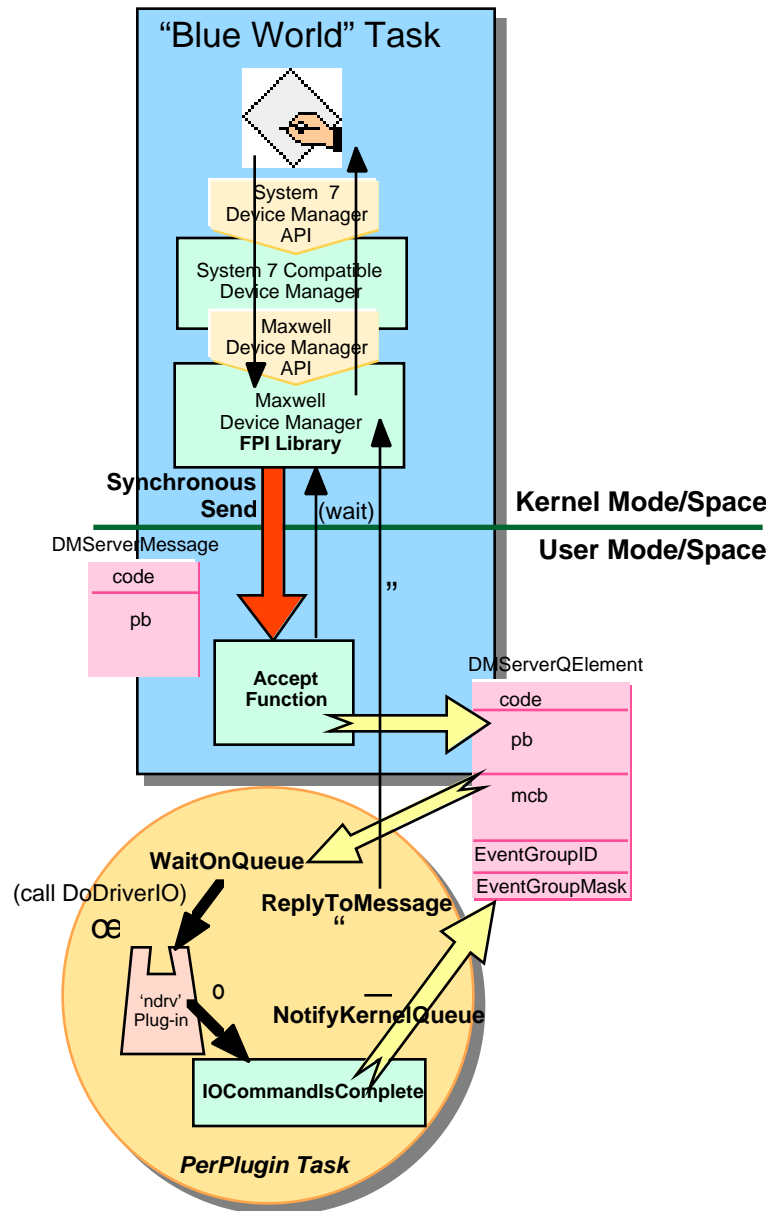 “Blue World” Task
System 7
Device Manager
API
System 7 Compatible
Device Manager
Maxwell
Device Manager
API
Maxwell
Device Manager
FPI Library
Synchronous
Send
(wait)
Kernel Mode/Space
User Mode/Space
DMServerMessage
code
pb
”
Accept
Function
DMServerQElement
code
pb
mcb
EventGroupID
EventGroupMask
WaitOnQueue
(call DoDriverIO)
Œ
ReplyToMessage
“
‘ndrv’
Plug-in
o
—
NotifyKernelQueue
IOCommandIsComplete
PerPlugin Task